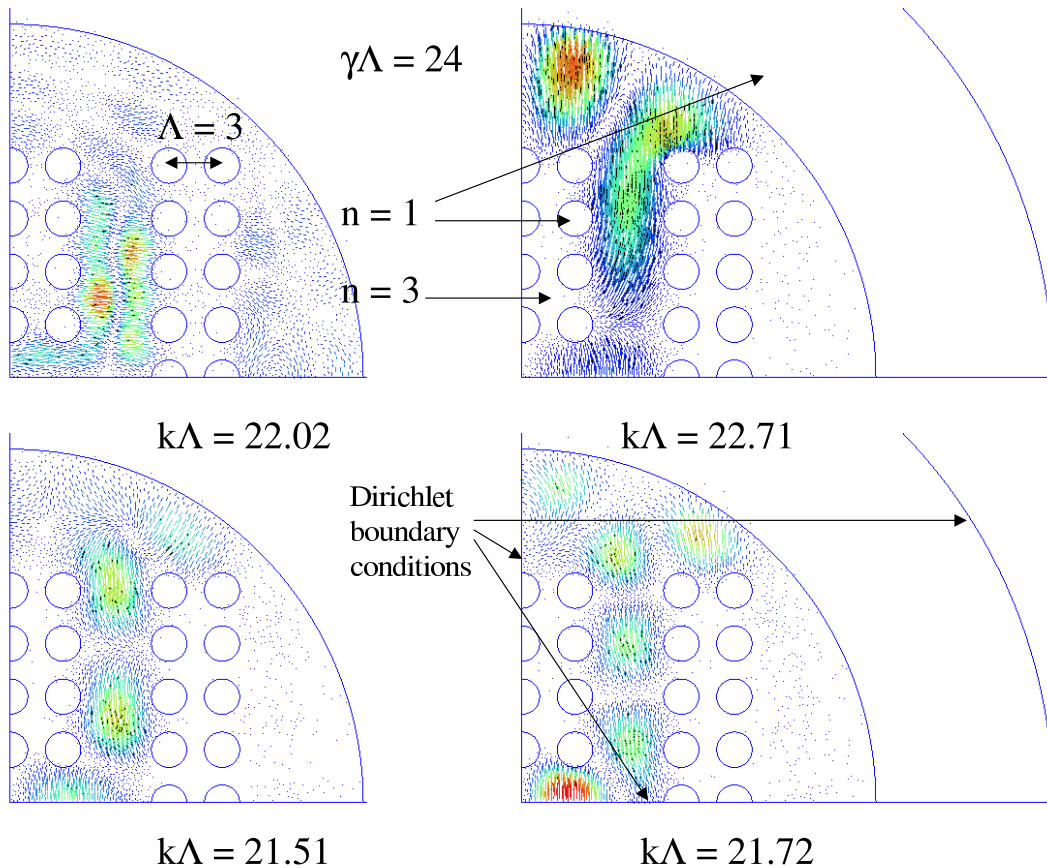 γΛ = 24
Λ = 3
n = 1
n = 3
kΛ = 22.02
kΛ = 22.71
Dirichlet
boundary
conditions
kΛ = 21.51
kΛ = 21.72